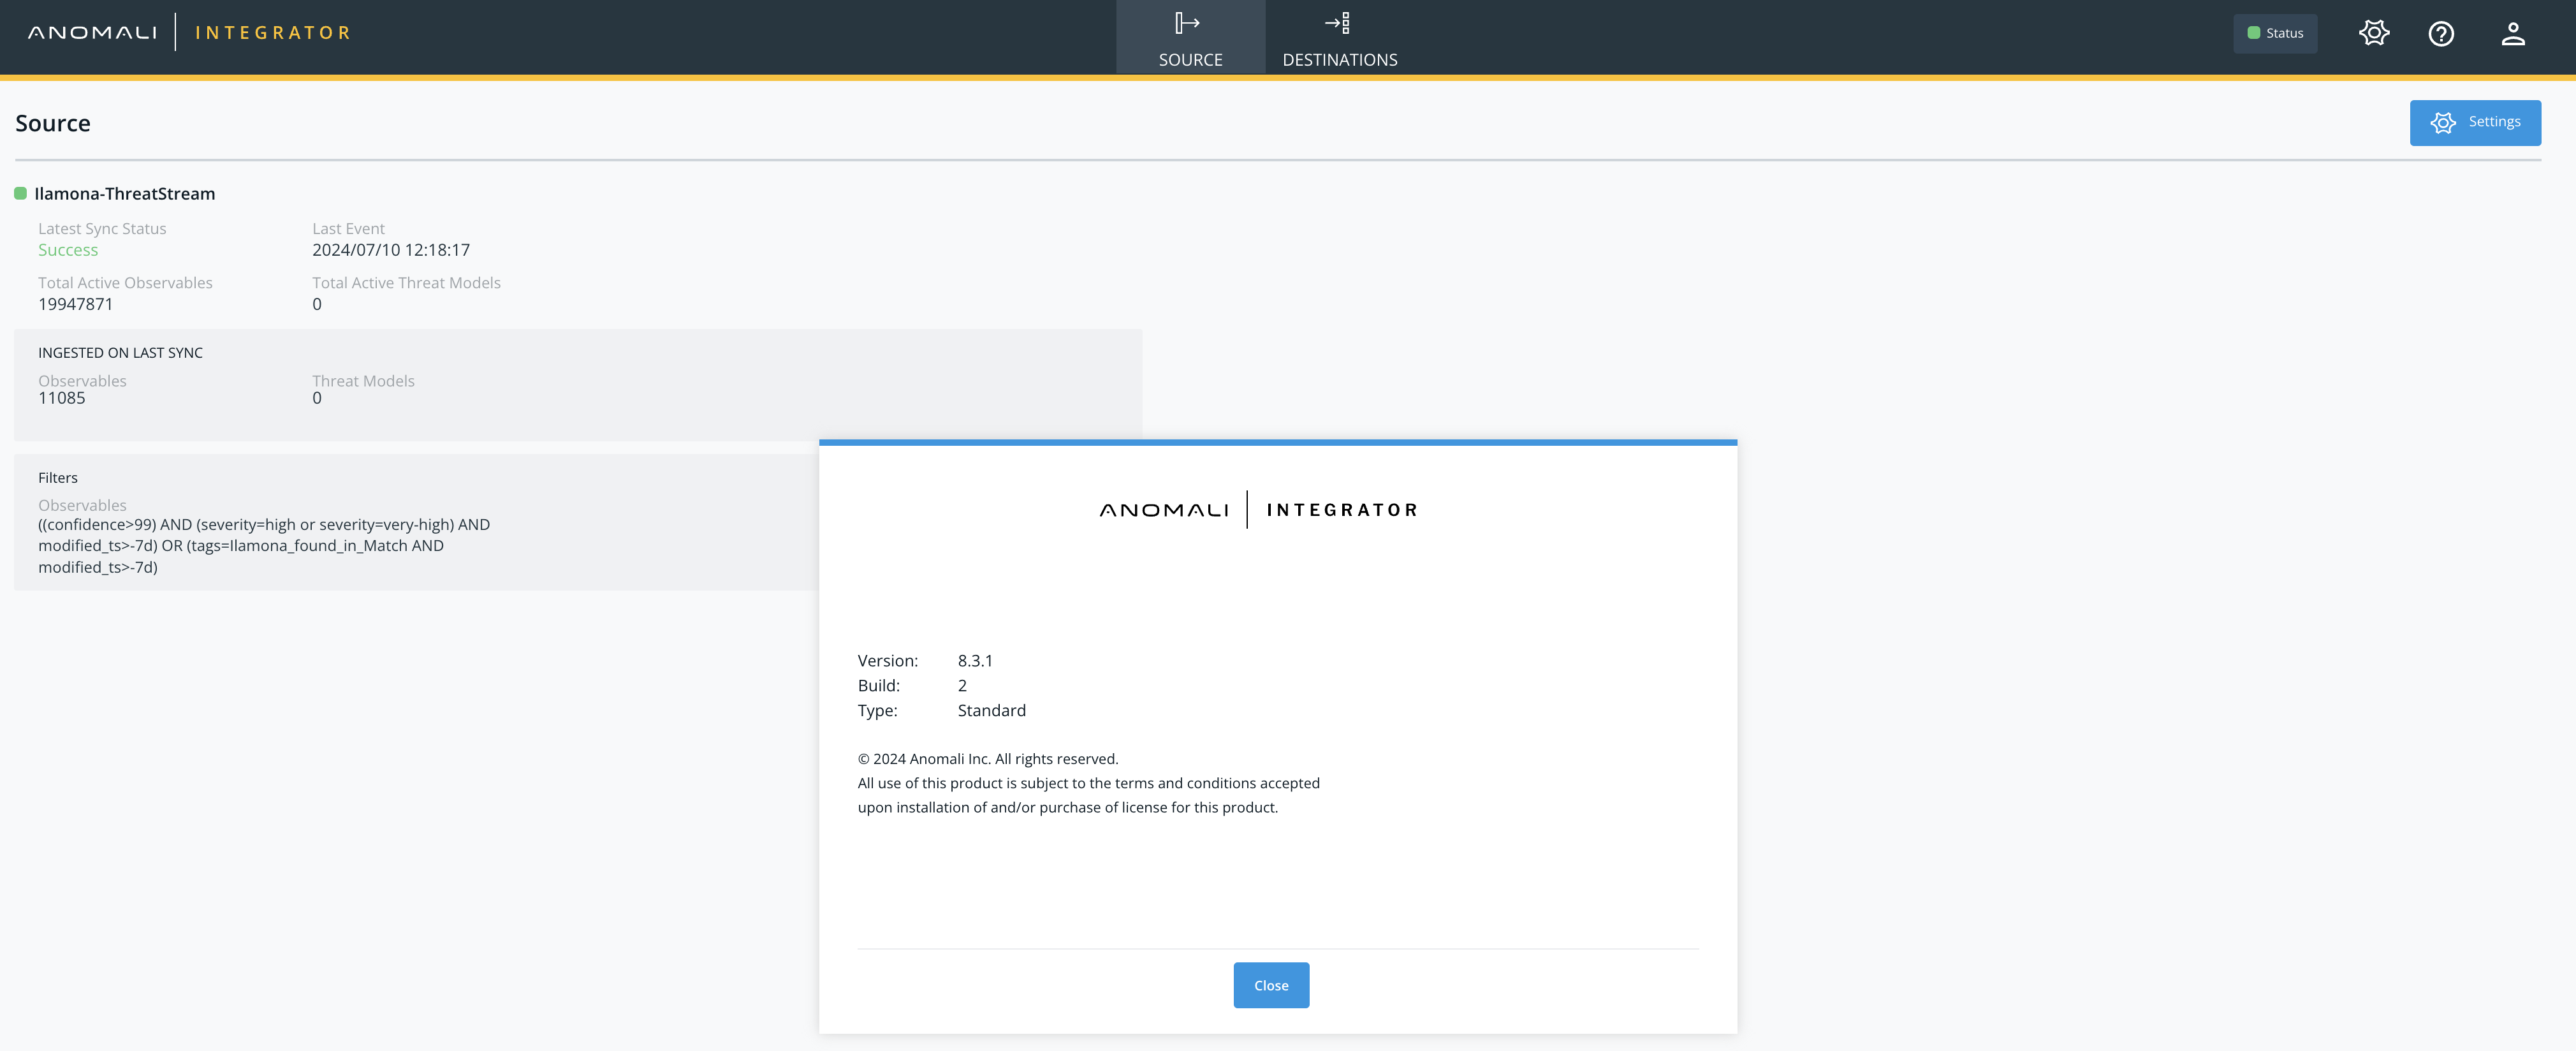 ANOMALI | INTEGRATOR
SOURCE
DESTINATIONS
Status
Source
Settings
Ilamona-ThreatStream
Latest Sync Status
Last Event
Success
2024/07/10 12:18:17
Total Active Observables
Total Active Threat Models
19947871
0
INGESTED ON LAST SYNC
Observables
Threat Models
11085
0
Filters
Observables
((confidence>99) AND (severity=high or severity=very-high) AND
modified_ts>-7d) OR (tags=Ilamona_found_in_Match AND
modified_ts>-7d)
ANOMALI | INTEGRATOR
Version: 8.3.1
Build: 2
Type: Standard
© 2024 Anomali Inc. All rights reserved.
All use of this product is subject to the terms and conditions accepted
upon installation of and/or purchase of license for this product.
Close